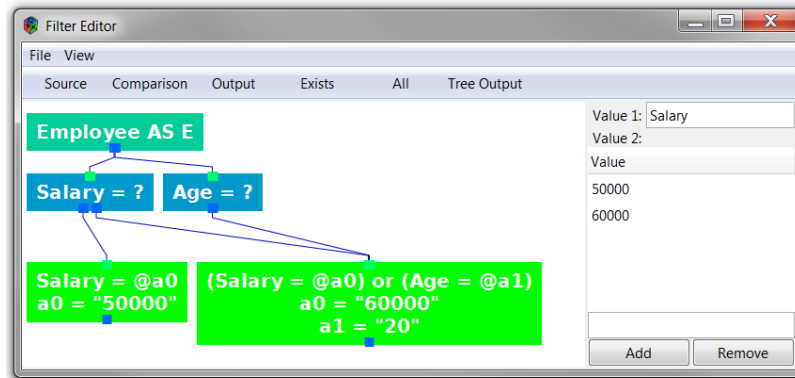 Filter Editor
File View
Source Comparison Output Exists All Tree Output
Employee AS E
Salary = ? Age = ?
Salary = @a0
a0 = "50000"
(Salary = @a0) or (Age = @a1)
a0 = "60000"
a1 = "20"
Value 1: Salary
Value 2:
Value
50000
60000
Add Remove